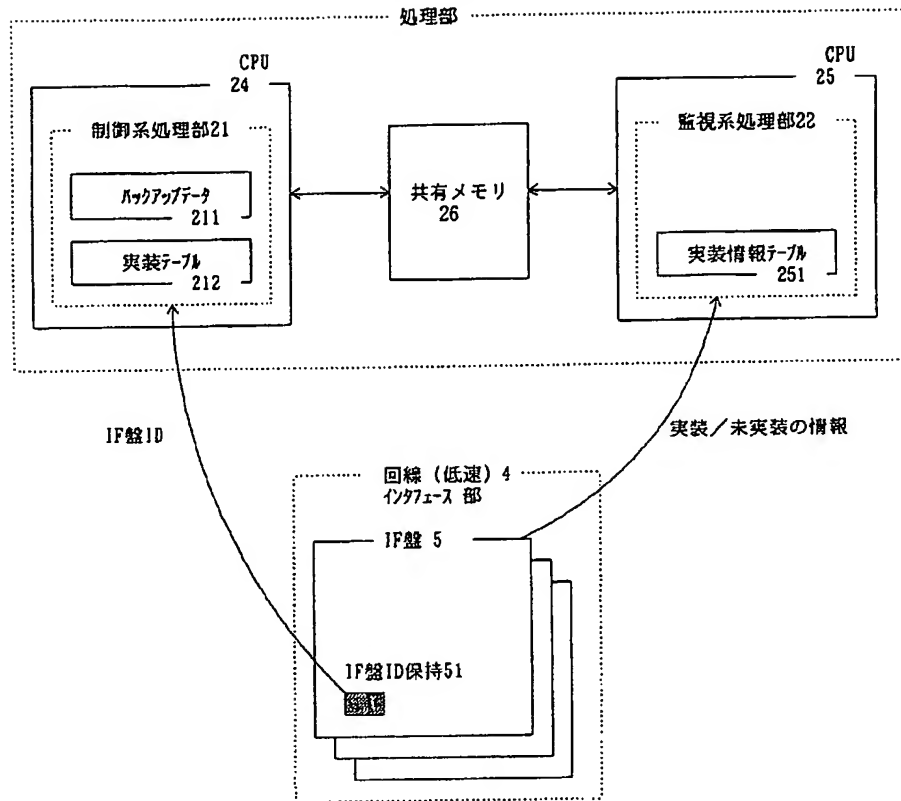 処理部
CPU
24
制御系処理部21
バックアップデータ
211
実装テーブル
212
共有メモリ
26
CPU
25
監視系処理部22
実装情報テーブル
251
IF盤ID
実装／未実装の情報
回線（低速）4
インタフェース 部
IF盤 5
IF盤ID保持51